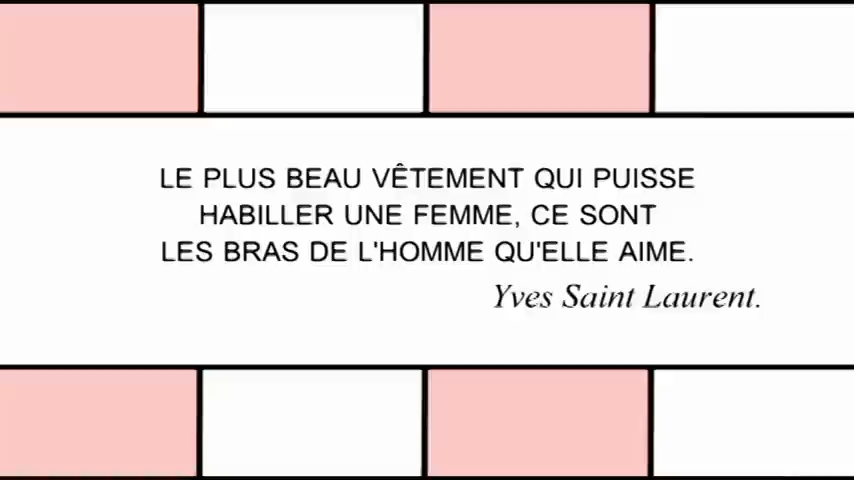 LE PLUS BEAU VÊTEMENT QUI PUISSE
HABILLER UNE FEMME, CE SONT
LES BRAS DE L'HOMME QU'ELLE AIME.
Yves Saint Laurent.